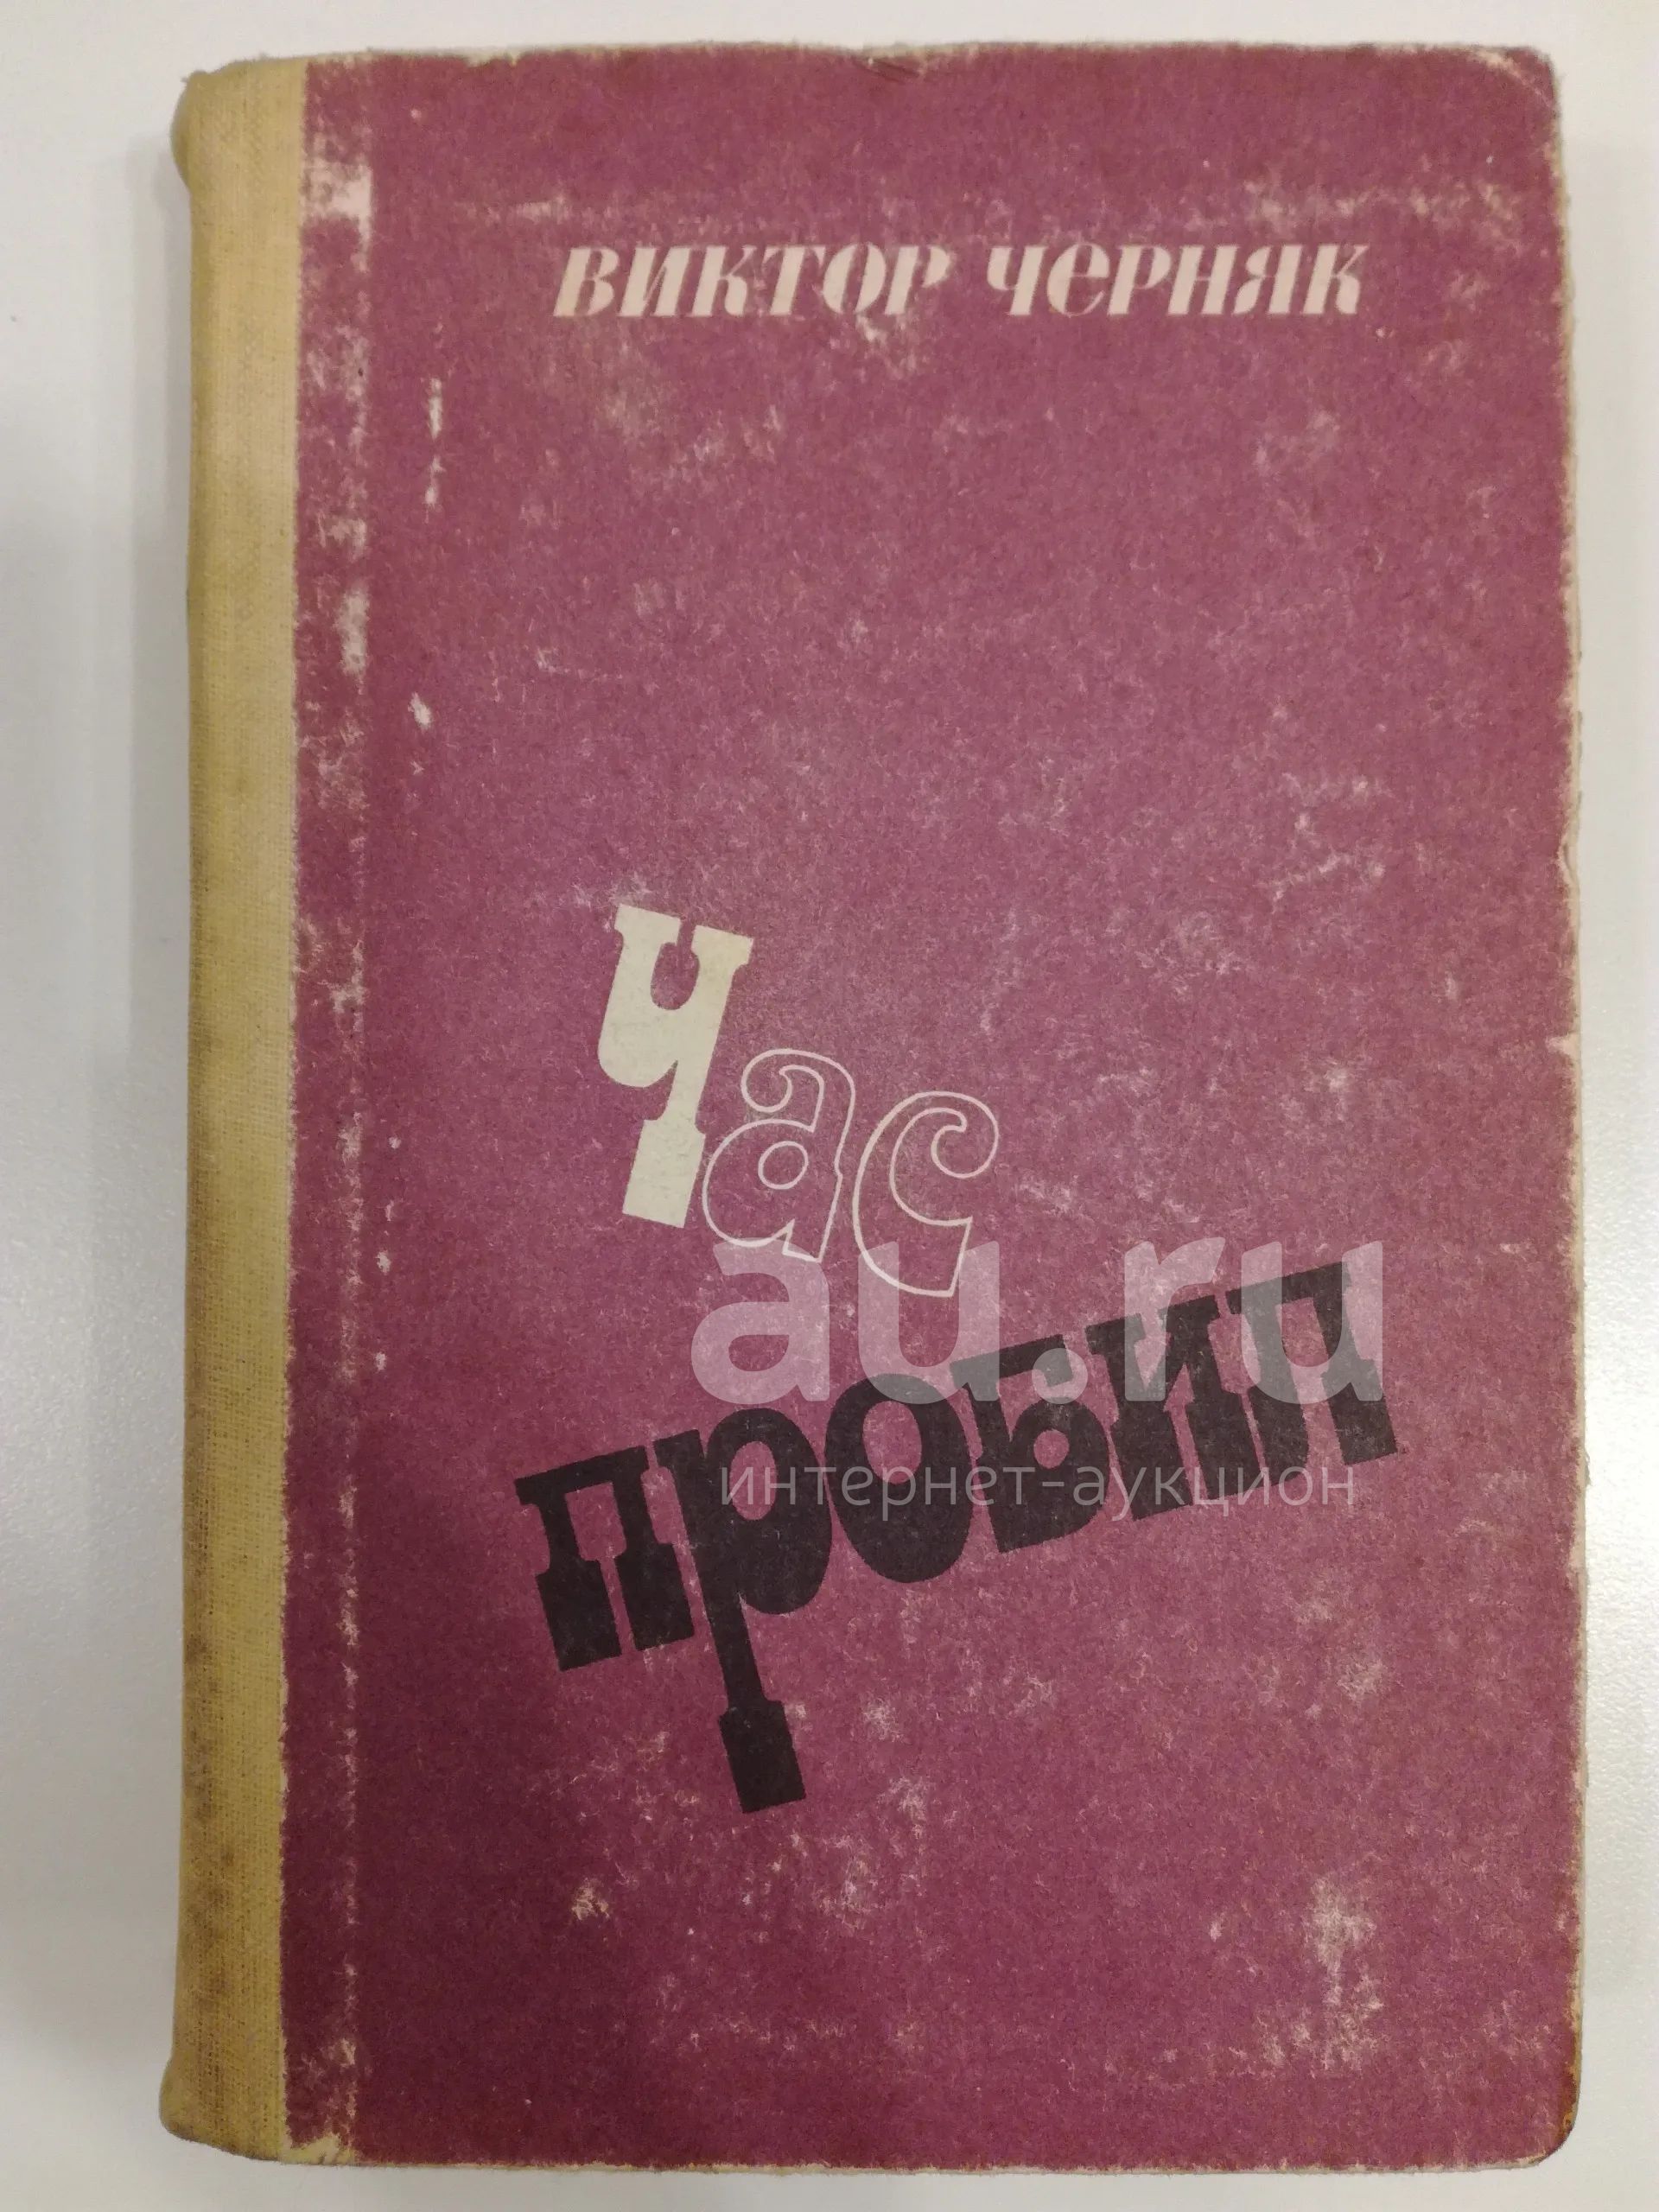 ВИКТОР ЧЕРНЯК
Час
au.ru
пробил
интернет-аукцион